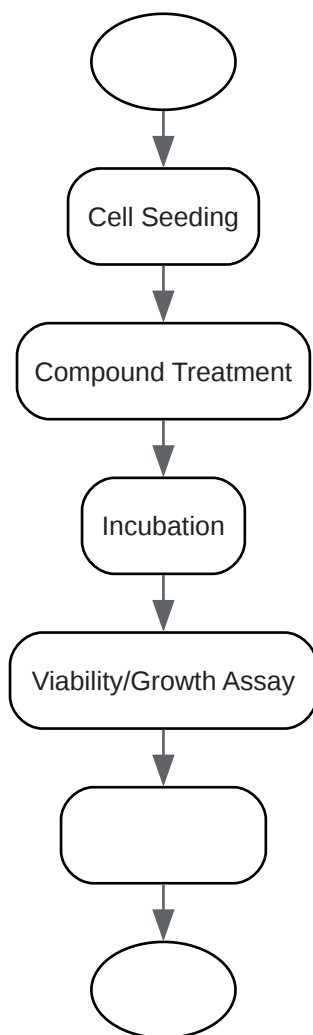 Cell Seeding
Compound Treatment
Incubation
Viability/Growth Assay